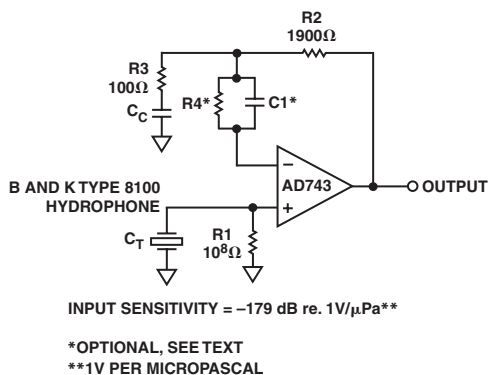 R2
1900Ω
R3
100Ω
R4*
C1*
CC
AD743
OUTPUT
B AND K TYPE 8100
HYDROPHONE
CT
R1
10⁸Ω
INPUT SENSITIVITY = –179 dB re. 1V/μPa**
*OPTIONAL, SEE TEXT
**1V PER MICROPASCAL